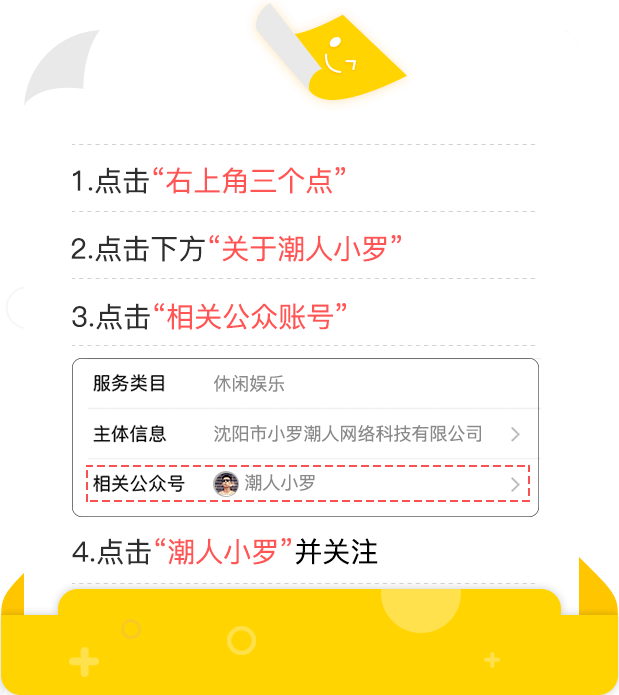 1.点击“右上角三个点”
2.点击下方“关于潮人小罗”
3.点击“相关公众账号”
服务类目 休闲娱乐
主体信息 沈阳市小罗潮人网络科技有限公司
相关公众号 潮人小罗
4.点击“潮人小罗”并关注